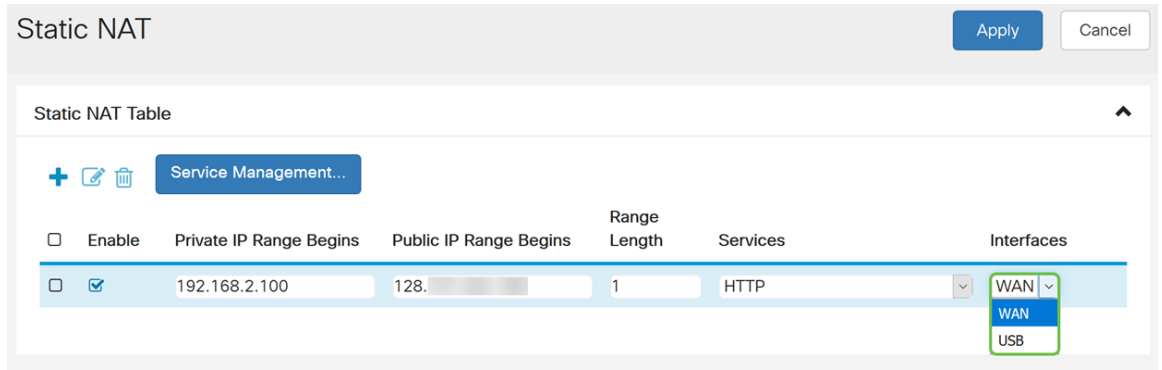 Static NAT
Apply
Cancel
Static NAT Table
Service Management...
Enable
Private IP Range Begins
Public IP Range Begins
Range
Length
Services
Interfaces
192.168.2.100
128.
1
HTTP
WAN
WAN
USB